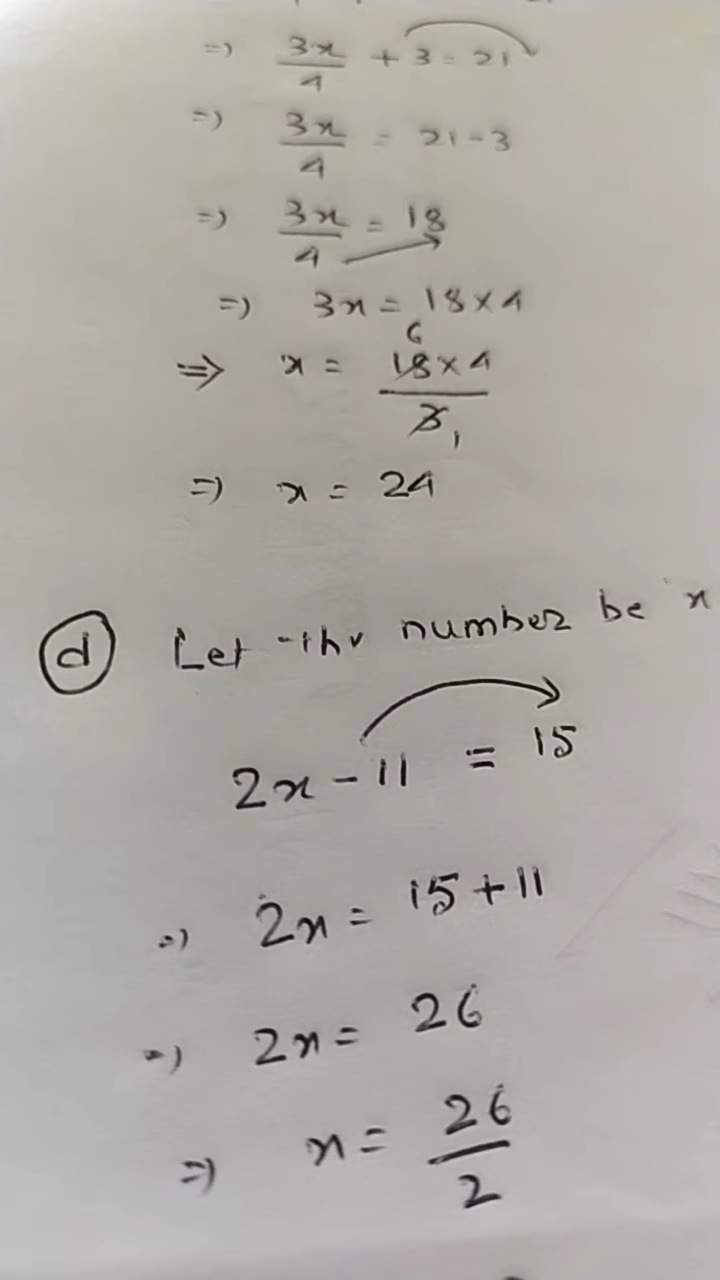 =) 3x/4 + 3 = 21
=) 3x/4 = 21-3
=) 3x/4 = 18
=) 3x = 18×4
6
=> x = 18×4/3 1
=) x = 24
(d) Let the number be x
2x - 11 = 15
=) 2x = 15+11
=) 2x = 26
=) x = 26/2